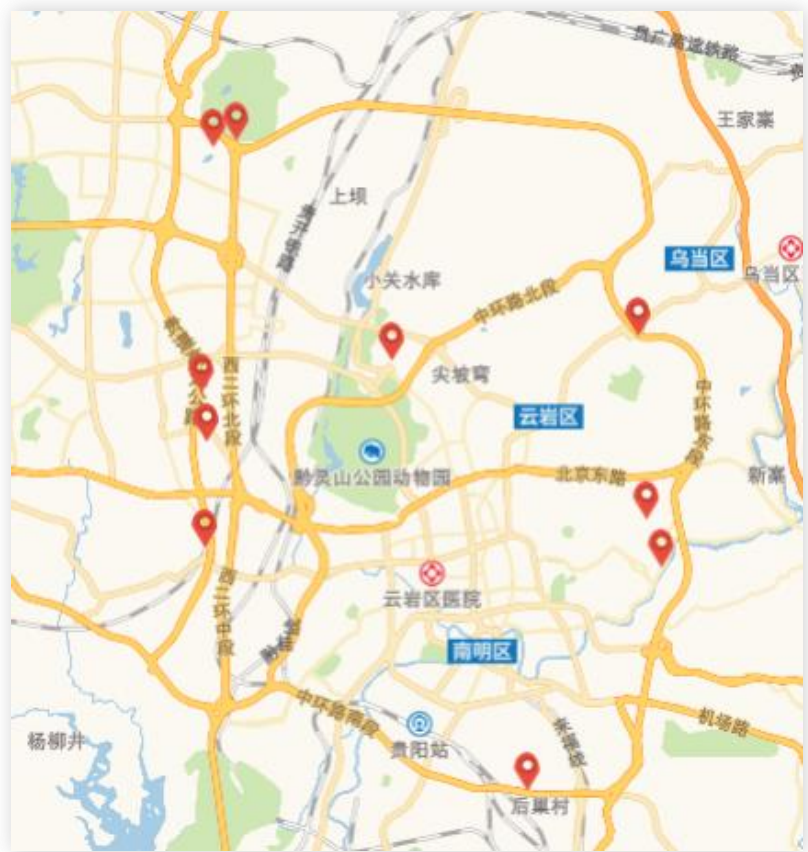 贵广高速铁路
王家寨
上坝
贵开铁路
乌当区
乌当区
小关水库
中环路北段
尖坡弯
西二环北段
云岩区
中环路东段
黔灵山公园动物园
北京东路
新寨
云岩区医院
西二环中段
南明区
中环路南段
杨柳井
贵阳站
机场路
后巢村